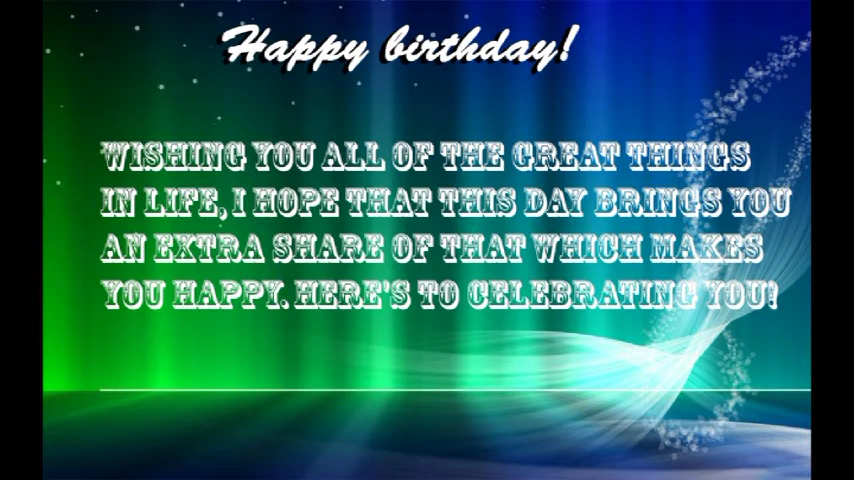 Happy birthday!
WISHING YOU ALL OF THE GREAT THINGS
IN LIFE, I HOPE THAT THIS DAY BRINGS YOU
AN EXTRA SHARE OF THAT WHICH MAKES
YOU HAPPY. HERE'S TO CELEBRATING YOU!